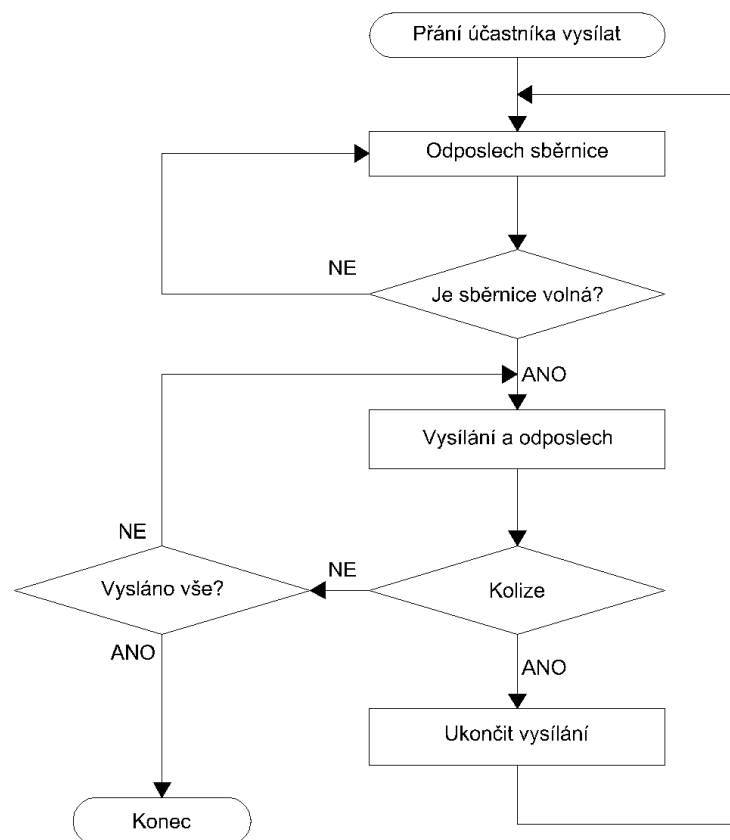 Přání účastníka vysílat
Odposlech sběrnice
NE
Je sběrnice volná?
ANO
Vysílání a odposlech
NE
Vysláno vše?
NE
Kolize
ANO
ANO
Ukončit vysílání
Konec